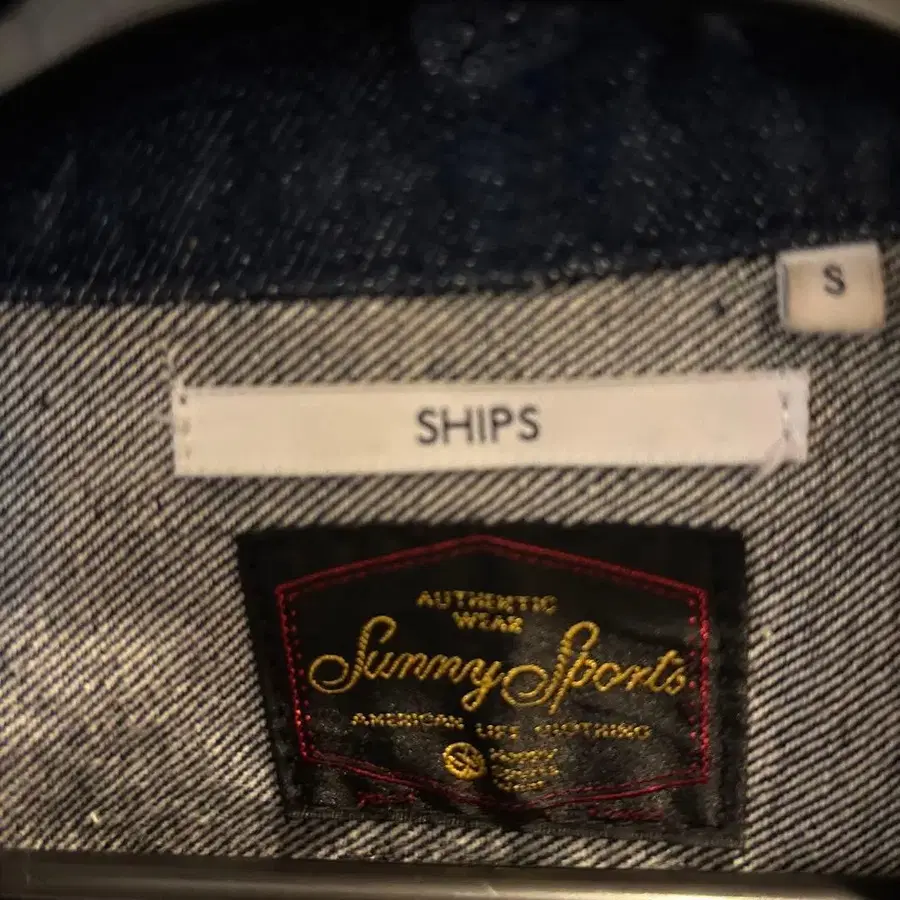 S
SHIPS
AUTHENTIC
WEAR
Sunny Sports
AMERICAN LIFE CLOTHING